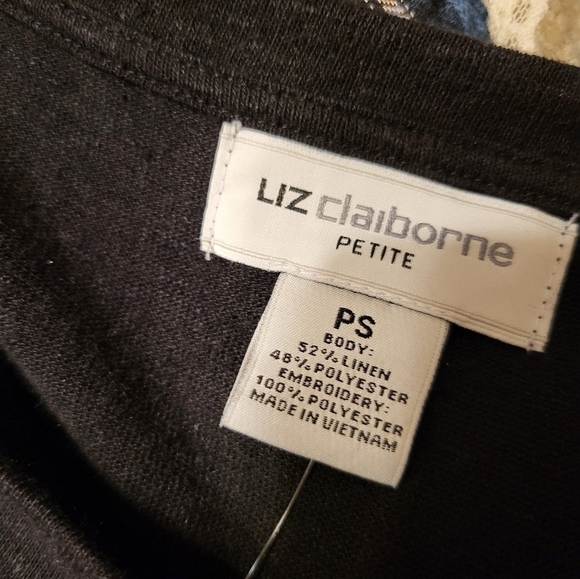 LIZ claiborne
PETITE
PS
BODY:
52% LINEN
48% POLYESTER
EMBROIDERY:
100% POLYESTER
MADE IN VIETNAM